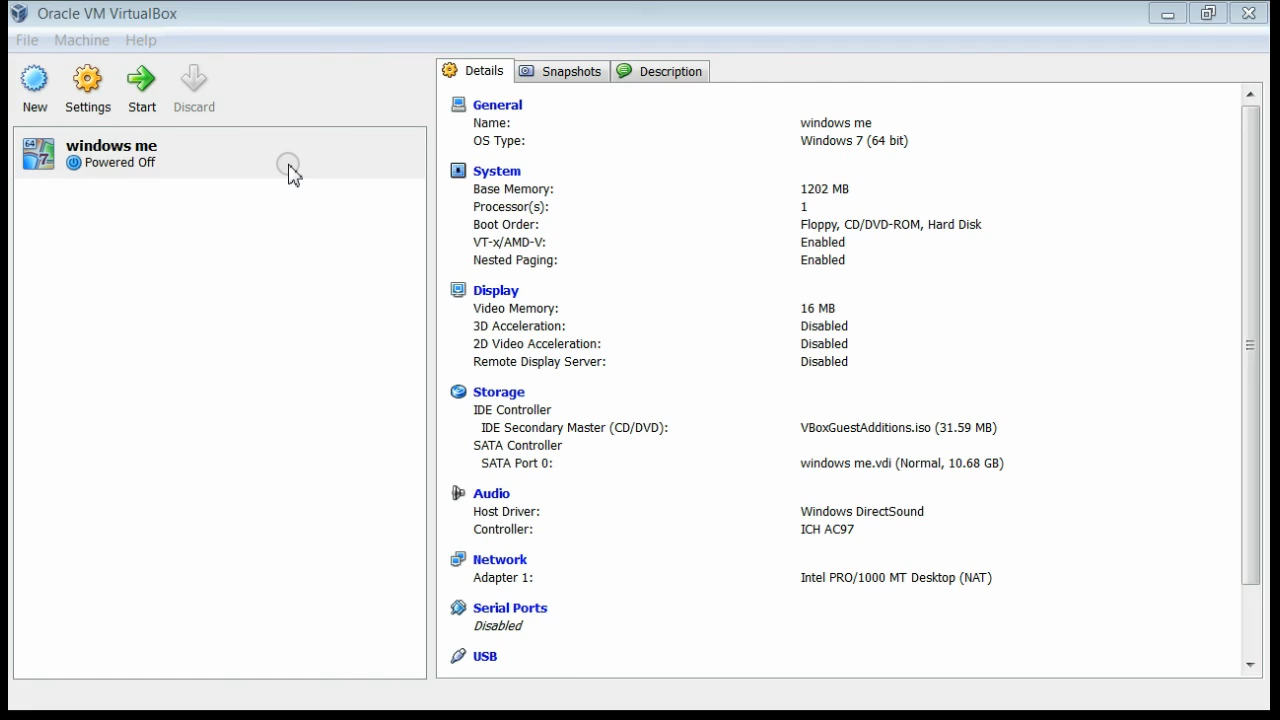 Oracle VM VirtualBox
File Machine Help
New Settings Start Discard
Details Snapshots Description
64
7
windows me
Powered Off
General
Name: windows me
OS Type: Windows 7 (64 bit)
System
Base Memory: 1202 MB
Processor(s): 1
Boot Order: Floppy, CD/DVD-ROM, Hard Disk
VT-x/AMD-V: Enabled
Nested Paging: Enabled
Display
Video Memory: 16 MB
3D Acceleration: Disabled
2D Video Acceleration: Disabled
Remote Display Server: Disabled
Storage
IDE Controller
IDE Secondary Master (CD/DVD): VBoxGuestAdditions.iso (31.59 MB)
SATA Controller
SATA Port 0: windows me.vdi (Normal, 10.68 GB)
Audio
Host Driver: Windows DirectSound
Controller: ICH AC97
Network
Adapter 1: Intel PRO/1000 MT Desktop (NAT)
Serial Ports
Disabled
USB